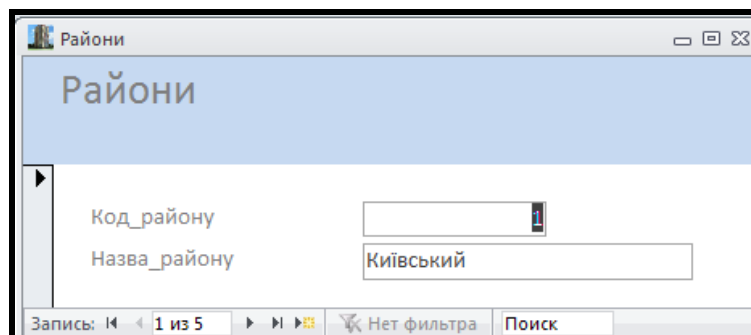 Райони
Райони
Код_району 1
Назва_району Київський
Запись: 1 из 5 Нет фильтра Поиск